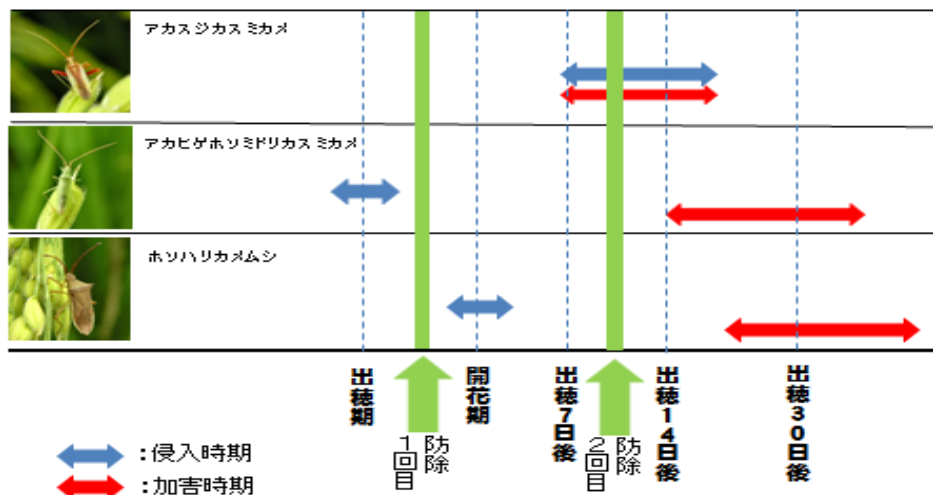 アカスジカスミカメ
アカヒゲホソミドリカスミカメ
ホソハリカメムシ
出穂期
防除
1回目
開花期
出穂7日後
防除
2回目
出穂14日後
出穂30日後
:侵入時期
:加害時期